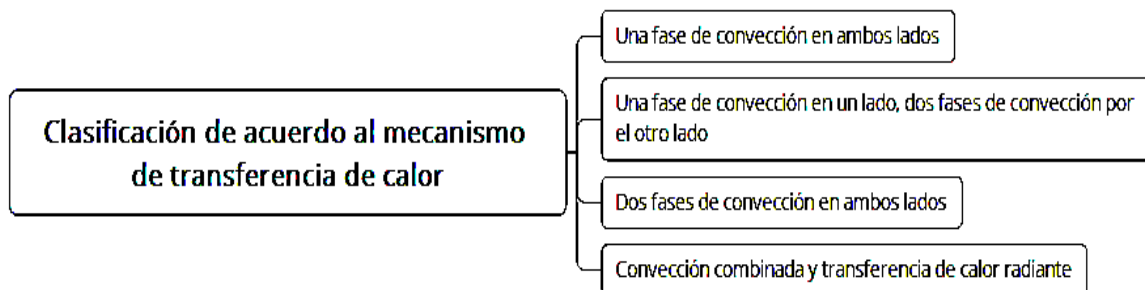 Clasificación de acuerdo al mecanismo
de transferencia de calor
Una fase de convección en ambos lados
Una fase de convección en un lado, dos fases de convección por
el otro lado
Dos fases de convección en ambos lados
Convección combinada y transferencia de calor radiante